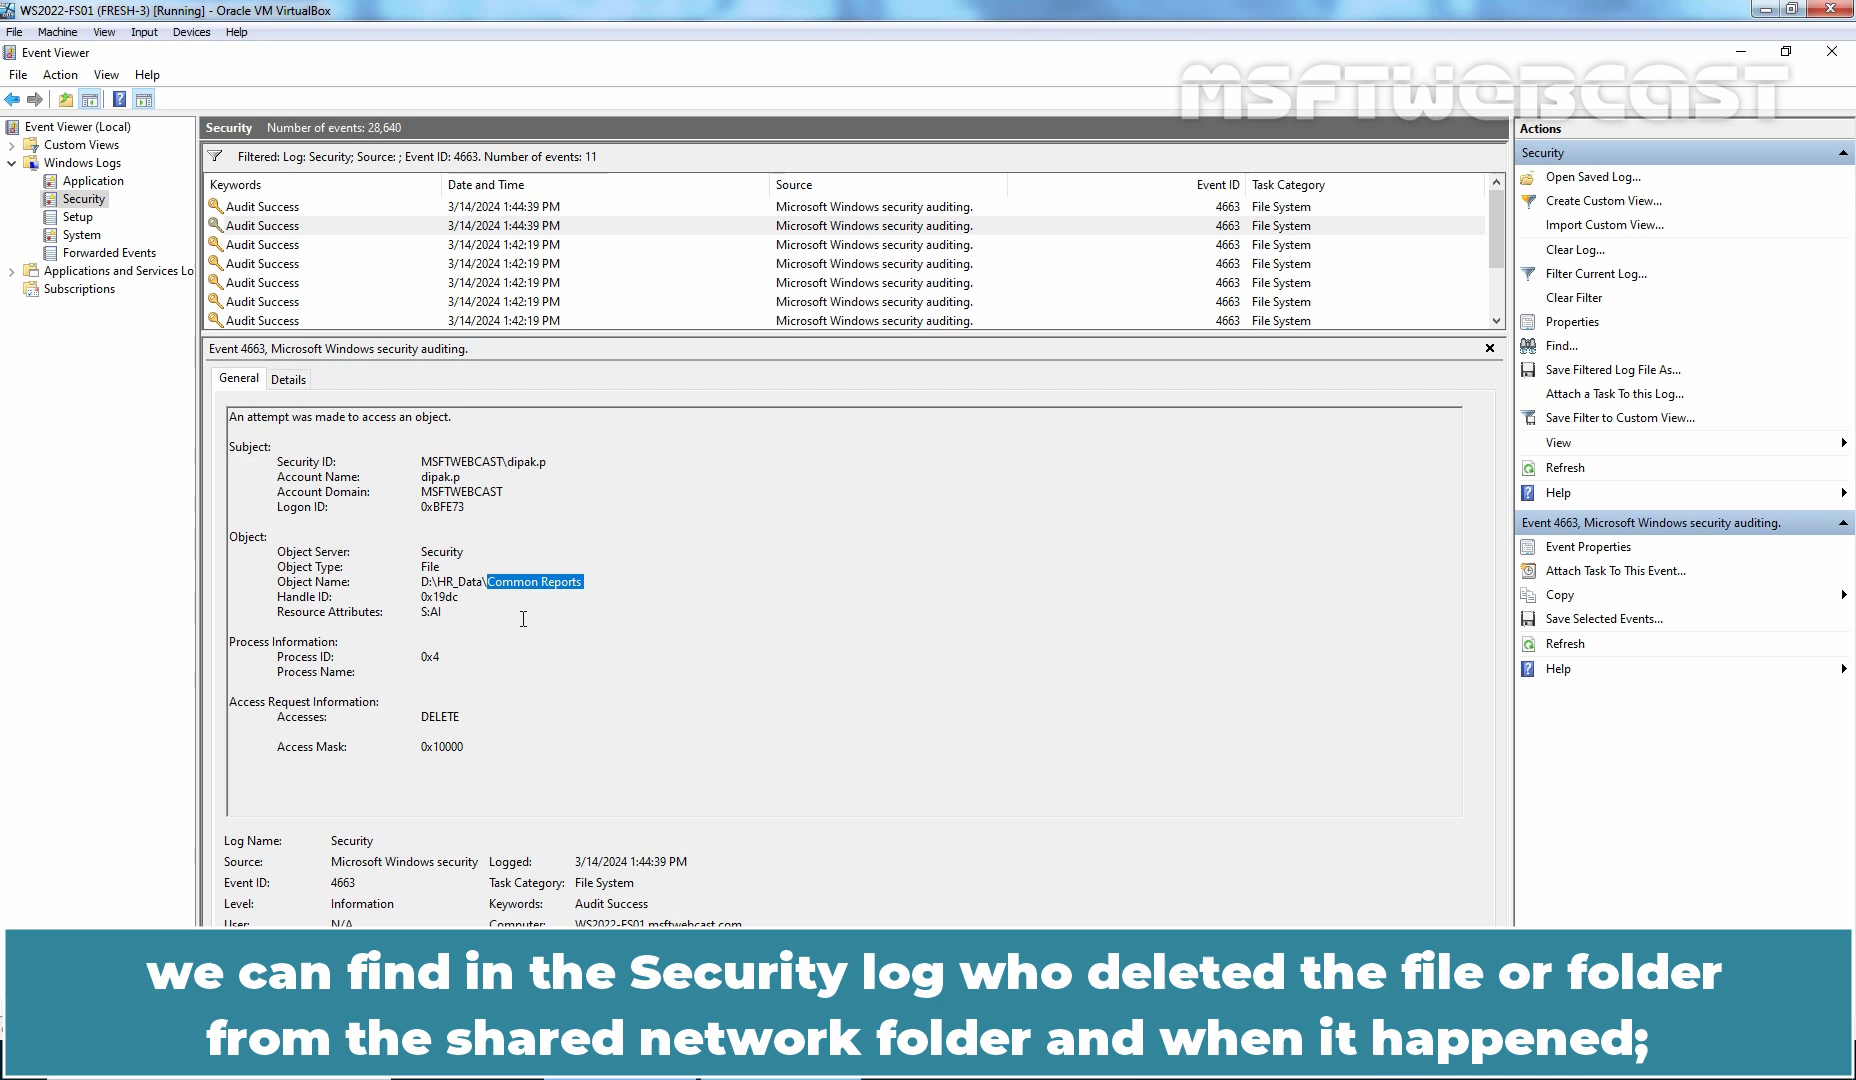 WS2022-FS01 (FRESH-3) [Running] - Oracle VM VirtualBox
File Machine View Input Devices Help
Event Viewer
File Action View Help
MSFTWEBCAST
Event Viewer (Local)
Custom Views
Windows Logs
Application
Security
Setup
System
Forwarded Events
Applications and Services Lo
Subscriptions
Security Number of events: 28,640
Filtered: Log: Security; Source: ; Event ID: 4663. Number of events: 11
Keywords Date and Time Source Event ID Task Category
Audit Success 3/14/2024 1:44:39 PM Microsoft Windows security auditing. 4663 File System
Audit Success 3/14/2024 1:44:39 PM Microsoft Windows security auditing. 4663 File System
Audit Success 3/14/2024 1:42:19 PM Microsoft Windows security auditing. 4663 File System
Audit Success 3/14/2024 1:42:19 PM Microsoft Windows security auditing. 4663 File System
Audit Success 3/14/2024 1:42:19 PM Microsoft Windows security auditing. 4663 File System
Audit Success 3/14/2024 1:42:19 PM Microsoft Windows security auditing. 4663 File System
Audit Success 3/14/2024 1:42:19 PM Microsoft Windows security auditing. 4663 File System
Event 4663, Microsoft Windows security auditing.
General Details
An attempt was made to access an object.
Subject:
Security ID: MSFTWEBCAST\dipak.p
Account Name: dipak.p
Account Domain: MSFTWEBCAST
Logon ID: 0xBFE73
Object:
Object Server: Security
Object Type: File
Object Name: D:\HR_Data\Common Reports
Handle ID: 0x19dc
Resource Attributes: S:AI
Process Information:
Process ID: 0x4
Process Name:
Access Request Information:
Accesses: DELETE
Access Mask: 0x10000
Log Name: Security
Source: Microsoft Windows security Logged: 3/14/2024 1:44:39 PM
Event ID: 4663 Task Category: File System
Level: Information Keywords: Audit Success
User: N/A Computer: WS2022-FS01.msftwebcast.com
Actions
Security
Open Saved Log...
Create Custom View...
Import Custom View...
Clear Log...
Filter Current Log...
Clear Filter
Properties
Find...
Save Filtered Log File As...
Attach a Task To this Log...
Save Filter to Custom View...
View
Refresh
Help
Event 4663, Microsoft Windows security auditing.
Event Properties
Attach Task To This Event...
Copy
Save Selected Events...
Refresh
Help
we can find in the Security log who deleted the file or folder
from the shared network folder and when it happened;